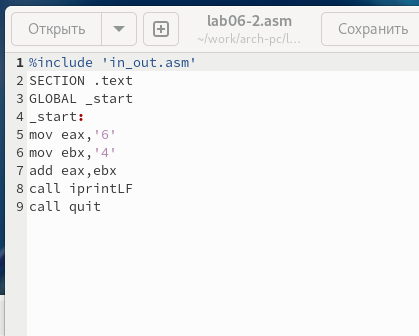 Открыть
lab06-2.asm
~/work/arch-pc/l...
Сохранить
1 %include 'in_out.asm'
2 SECTION .text
3 GLOBAL _start
4 _start:
5 mov eax,'6'
6 mov ebx,'4'
7 add eax,ebx
8 call iprintLF
9 call quit